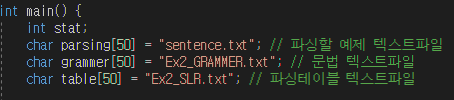 int main() {
int stat;
char parsing[50] = "sentence.txt"; // 파싱할 예제 텍스트파일
char grammer[50] = "Ex2_GRAMMER.txt"; // 문법 텍스트파일
char table[50] = "Ex2_SLR.txt"; // 파싱테이블 텍스트파일